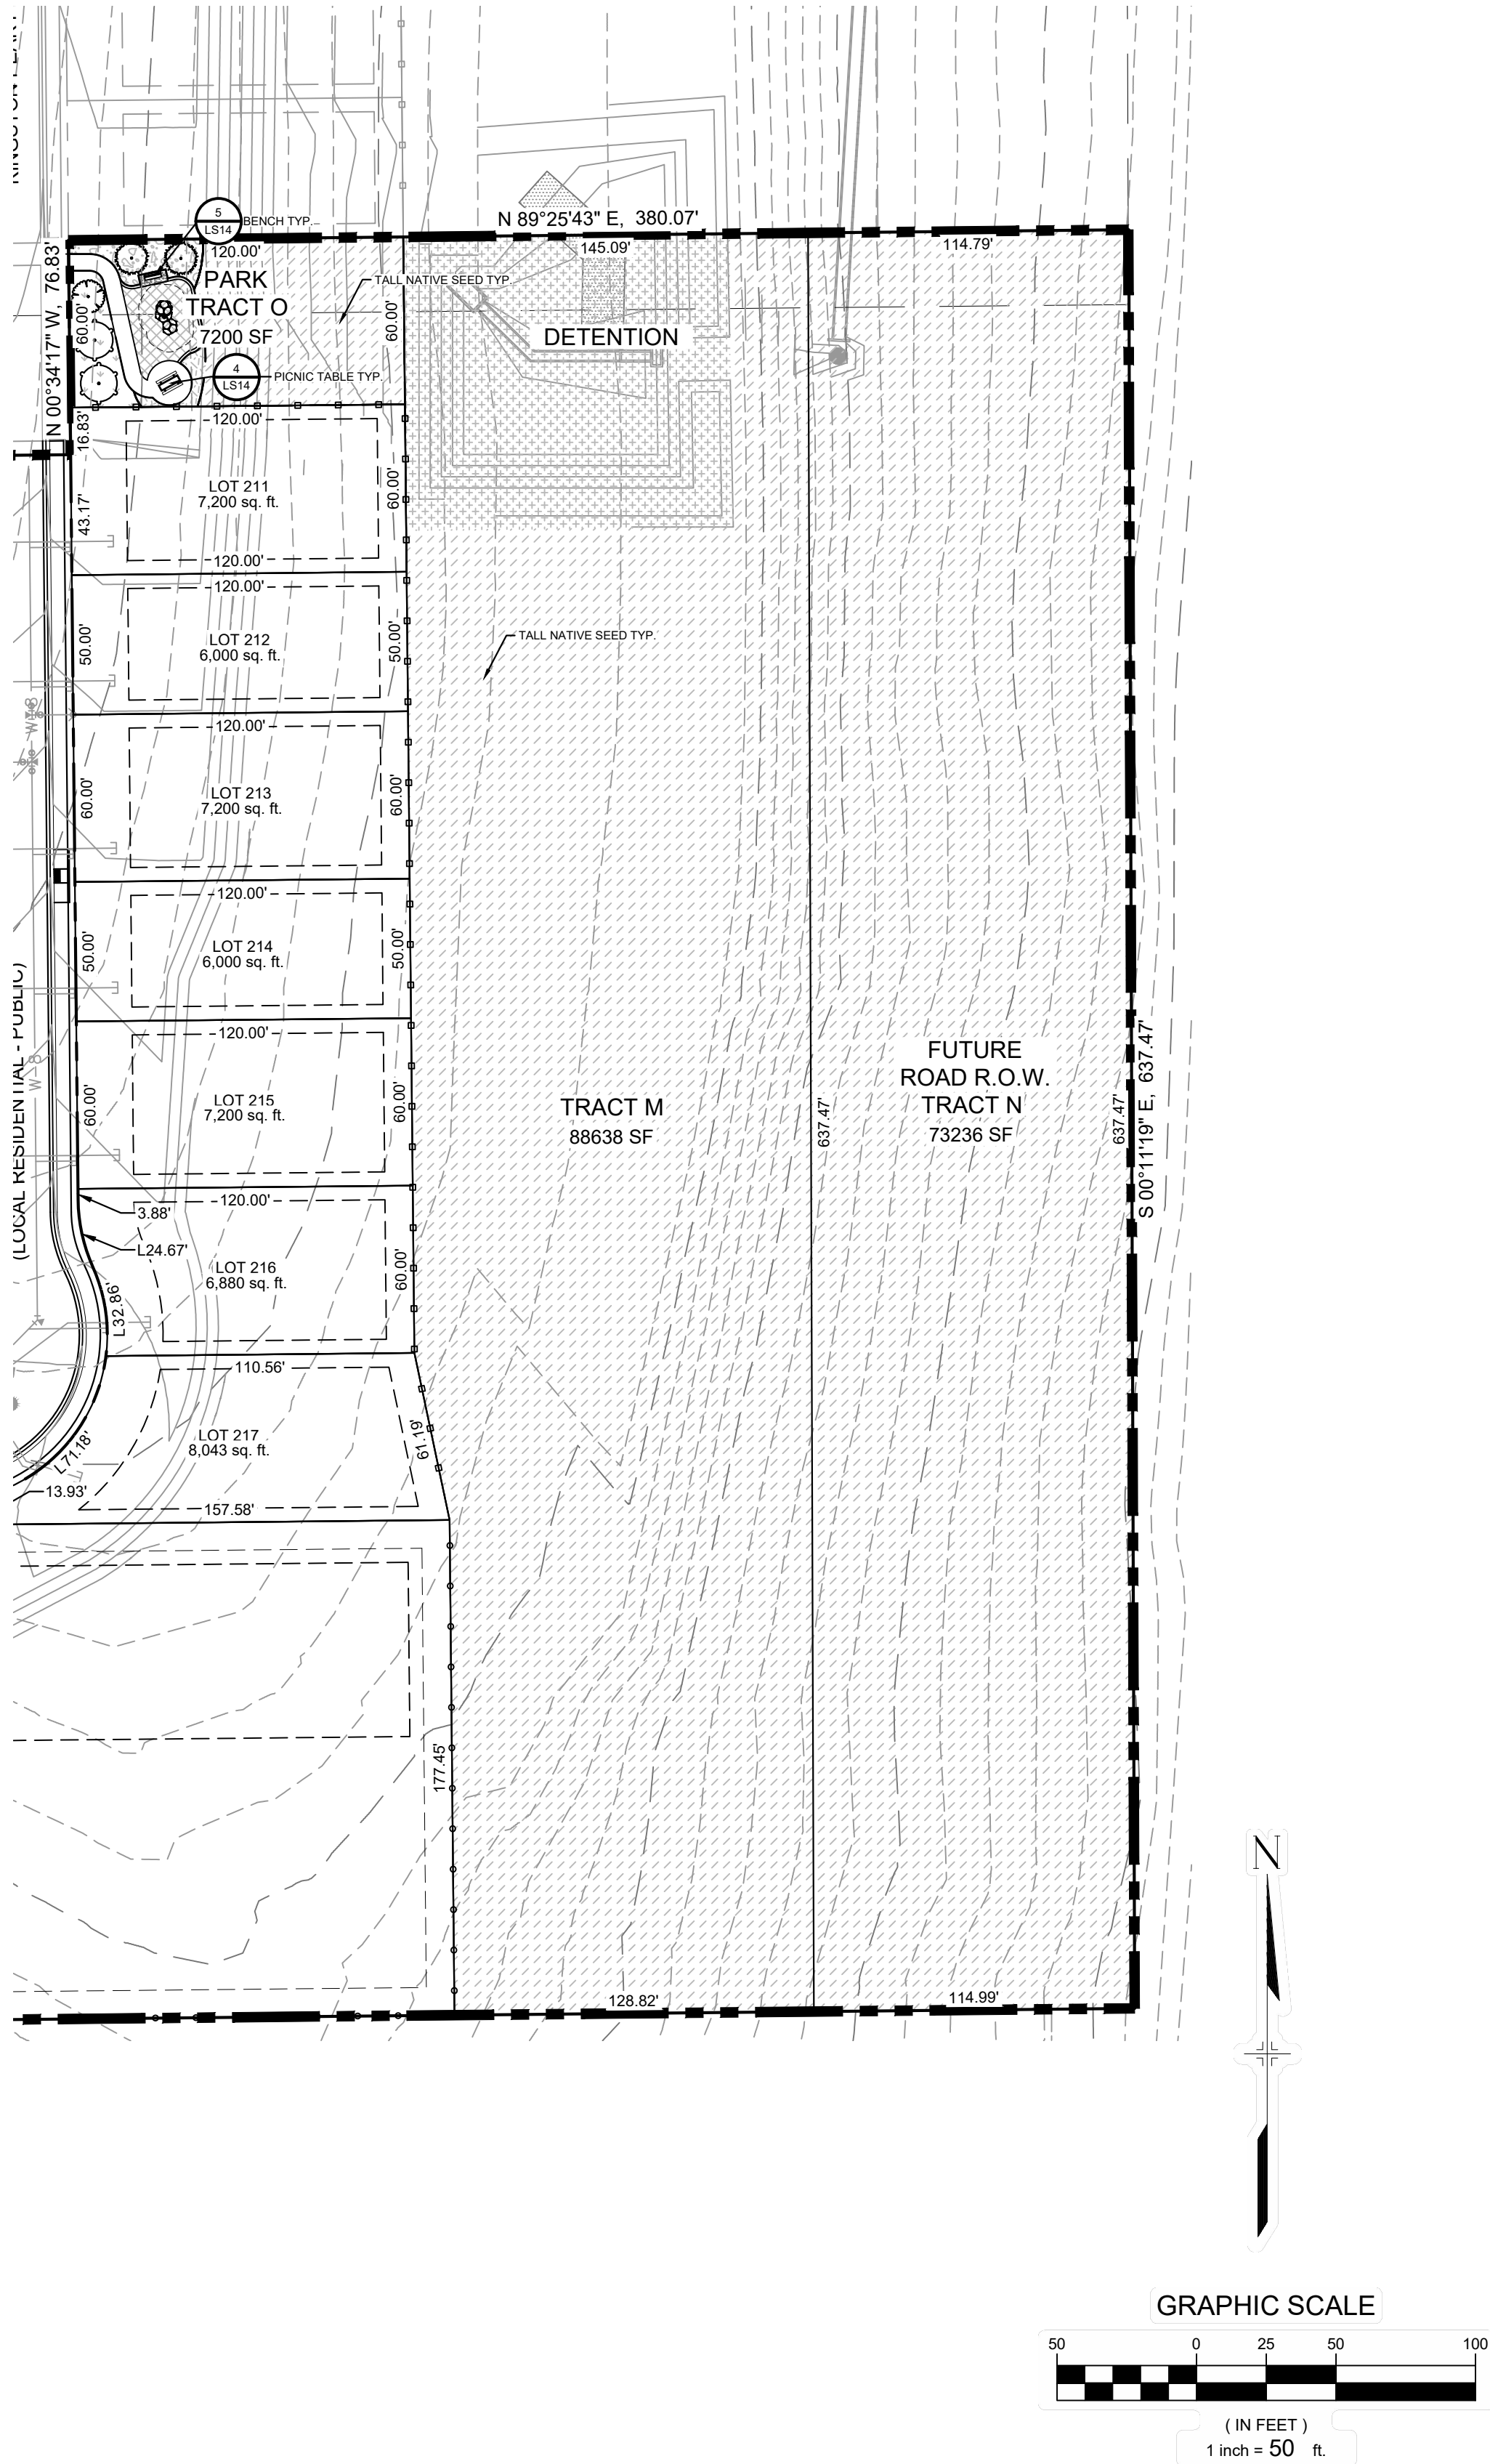 5
LS14
BENCH TYP.
N 89°25'43" E, 380.07'
120.00'
145.09'
114.79'
N 00°34'17" W, 76.83'
60.00'
PARK
TRACT O
7200 SF
TALL NATIVE SEED TYP.
60.00'
DETENTION
4
LS14
PICNIC TABLE TYP.
16.83'
120.00'
43.17'
LOT 211
7,200 sq. ft.
60.00'
120.00'
120.00'
50.00'
LOT 212
6,000 sq. ft.
50.00'
TALL NATIVE SEED TYP.
W 8
120.00'
60.00'
LOT 213
7,200 sq. ft.
60.00'
120.00'
50.00'
LOT 214
6,000 sq. ft.
50.00'
(LOCAL RESIDENTIAL - PUBLIC)
W 8
120.00'
60.00'
LOT 215
7,200 sq. ft.
60.00'
TRACT M
88638 SF
637.47'
FUTURE
ROAD R.O.W.
TRACT N
73236 SF
637.47'
S 00°11'19" E, 637.47'
120.00'
3.88'
L24.67'
L32.86'
LOT 216
6,880 sq. ft.
60.00'
110.56'
LOT 217
8,043 sq. ft.
61.19'
L71.18'
13.93'
157.58'
177.45'
128.82'
114.99'
N
GRAPHIC SCALE
50 0 25 50 100
( IN FEET )
1 inch = 50 ft.